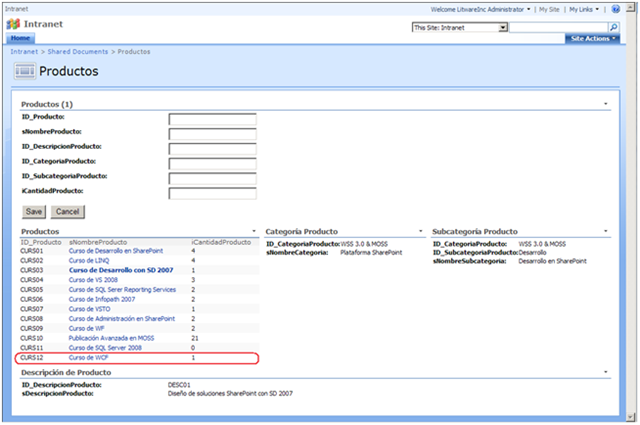 Intranet
Welcome LitwareInc Administrator | My Site | My Links
Intranet
This Site: Intranet
Home
Site Actions
Intranet > Shared Documents > Productos
Productos
Productos (1)
ID_Producto:
sNombreProducto:
ID_DescripcionProducto:
ID_CategoriaProducto:
ID_SubcategoriaProducto:
iCantidadProducto:
Save Cancel
Productos Categoría Producto Subcategoría Producto
ID_Producto sNombreProducto iCantidadProducto ID_CategoriaProducto:WSS 3.0 & MOSS ID_CategoriaProducto: WSS 3.0 & MOSS
CURS01 Curso de Desarrollo en SharePoint 4 sNombreCategoria: Plataforma SharePoint ID_SubcategoriaProducto:Desarrollo
CURS02 Curso de LINQ 4 sNombreSubcategoria: Desarrollo en SharePoint
CURS03 Curso de Desarrollo con SD 2007 1
CURS04 Curso de VS 2008 3
CURS05 Curso de SQL Serer Reporting Services 2
CURS06 Curso de Infopath 2007 2
CURS07 Curso de VSTO 1
CURS08 Curso de Administración en SharePoint 2
CURS09 Curso de WF 2
CURS10 Publicación Avanzada en MOSS 21
CURS11 Curso de SQL Server 2008 0
CURS12 Curso de WCF 1
Descripción de Producto
ID_DescripcionProducto: DESC01
sDescripcionProducto: Diseño de soluciones SharePoint con SD 2007